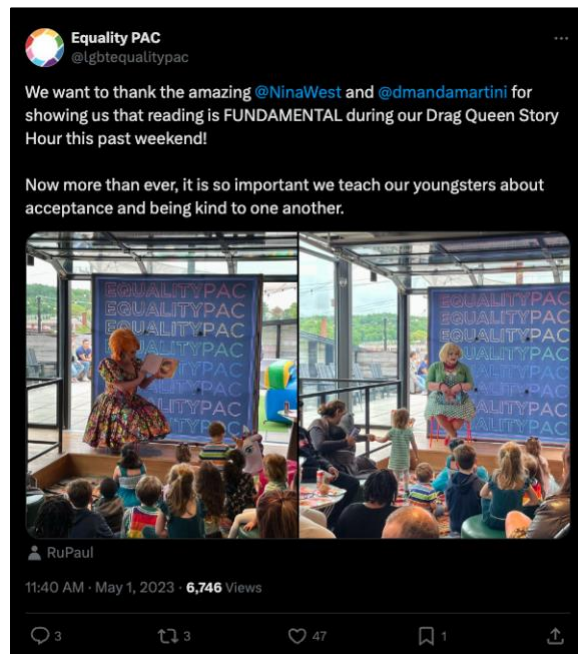 Equality PAC
@lgbtequalitypac
We want to thank the amazing @NinaWest and @dmandamartini for
showing us that reading is FUNDAMENTAL during our Drag Queen Story
Hour this past weekend!
Now more than ever, it is so important we teach our youngsters about
acceptance and being kind to one another.
EQUALITYPAC
EQUALITYPAC
EQUALITYPAC
EQUALITYPAC
EQUALITYPAC
EQUALITYPAC
RuPaul
11:40 AM · May 1, 2023 · 6,746 Views
3
3
47
1